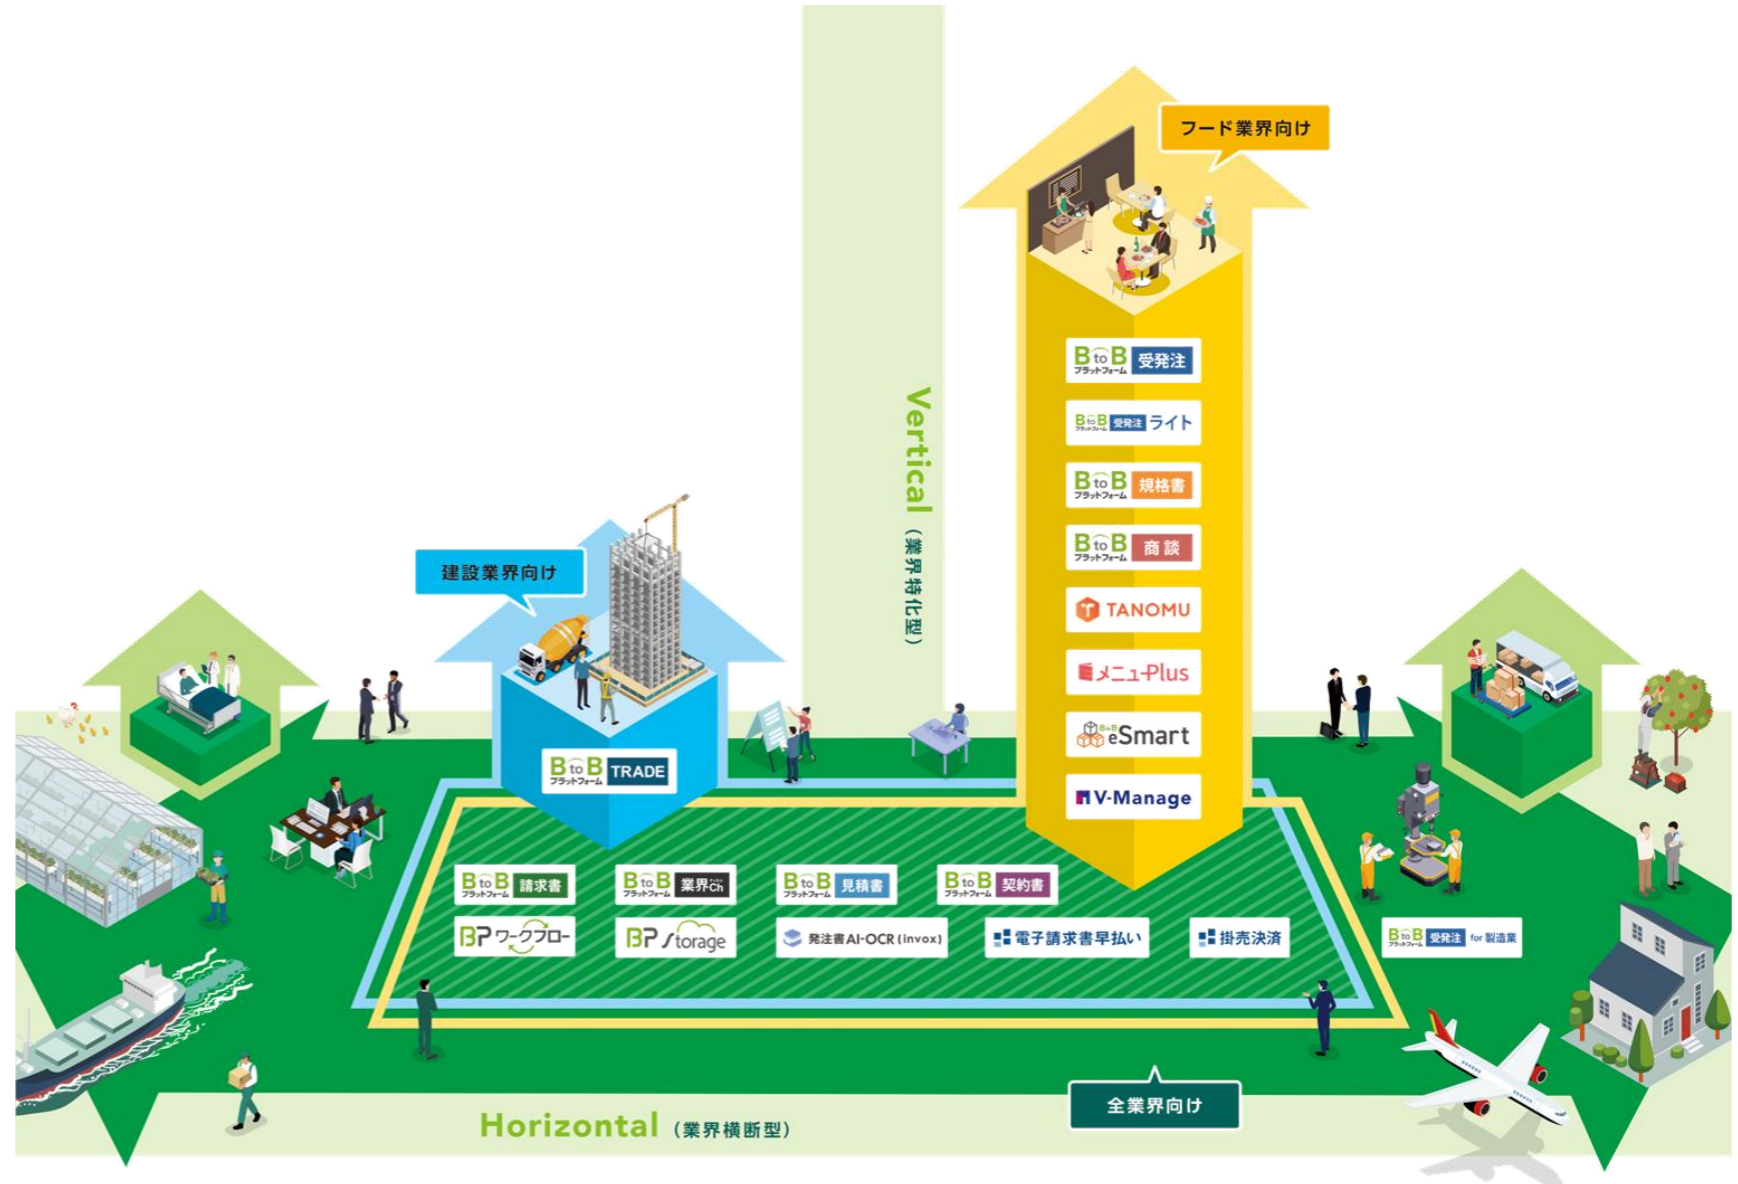 フード業界向け
BtoB プラットフォーム 受発注
BtoB プラットフォーム 受発注 ライト
BtoB プラットフォーム 規格書
BtoB プラットフォーム 商談
TANOMU
メニューPlus
BtoB eSmart
V-Manage
Vertical (業界特化型)
建設業界向け
BtoB プラットフォーム TRADE
BtoB プラットフォーム 請求書
BtoB プラットフォーム 業界Ch
BtoB プラットフォーム 見積書
BtoB プラットフォーム 契約書
BP ワークフロー
BP Storage
発注書AI-OCR(invox)
電子請求書早払い
掛売決済
BtoB プラットフォーム 受発注 for 製造業
全業界向け
Horizontal (業界横断型)